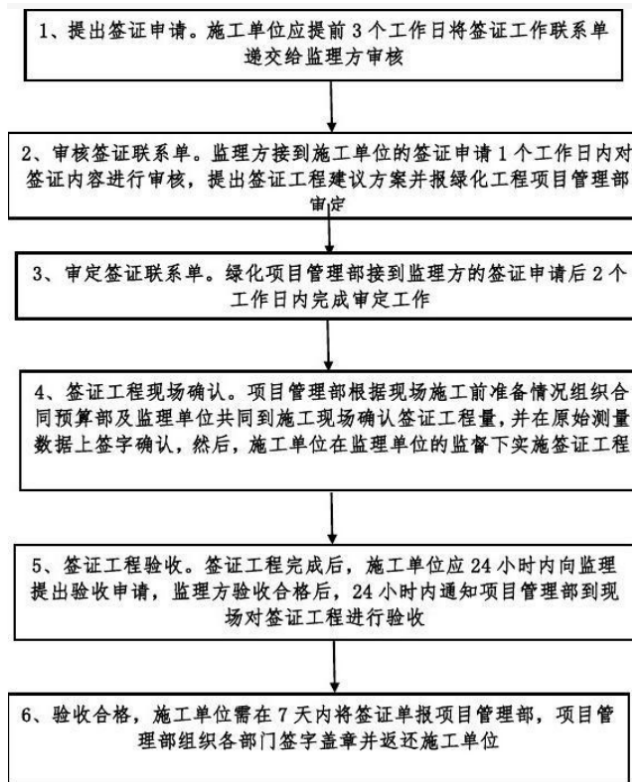 1、提出签证申请。施工单位应提前3个工作日将签证工作联系单
递交给监理方审核
2、审核签证联系单。监理方接到施工单位的签证申请1个工作日内对
签证内容进行审核，提出签证工程建议方案并报绿化工程项目管理部
审定
3、审定签证联系单。绿化项目管理部接到监理方的签证申请后2个
工作日内完成审定工作
4、签证工程现场确认。项目管理部根据现场施工前准备情况组织合
同预算部及监理单位共同到施工现场确认签证工程量,并在原始测量
数据上签字确认，然后，施工单位在监理单位的监督下实施签证工程
5、签证工程验收。签证工程完成后，施工单位应24小时内向监理
提出验收申请，监理方验收合格后，24小时内通知项目管理部到现
场对签证工程进行验收
6、验收合格，施工单位需在7天内将签证单报项目管理部，项目管
理部组织各部门签字盖章并返还施工单位